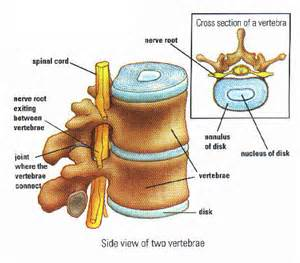 Cross section of a vertebra
nerve root
spinal cord
nerve root
exiting
between
vertebrae
joint
where the
vertebrae
connect
annulus
of disk
nucleus of disk
vertebrae
disk
Side view of two vertebrae